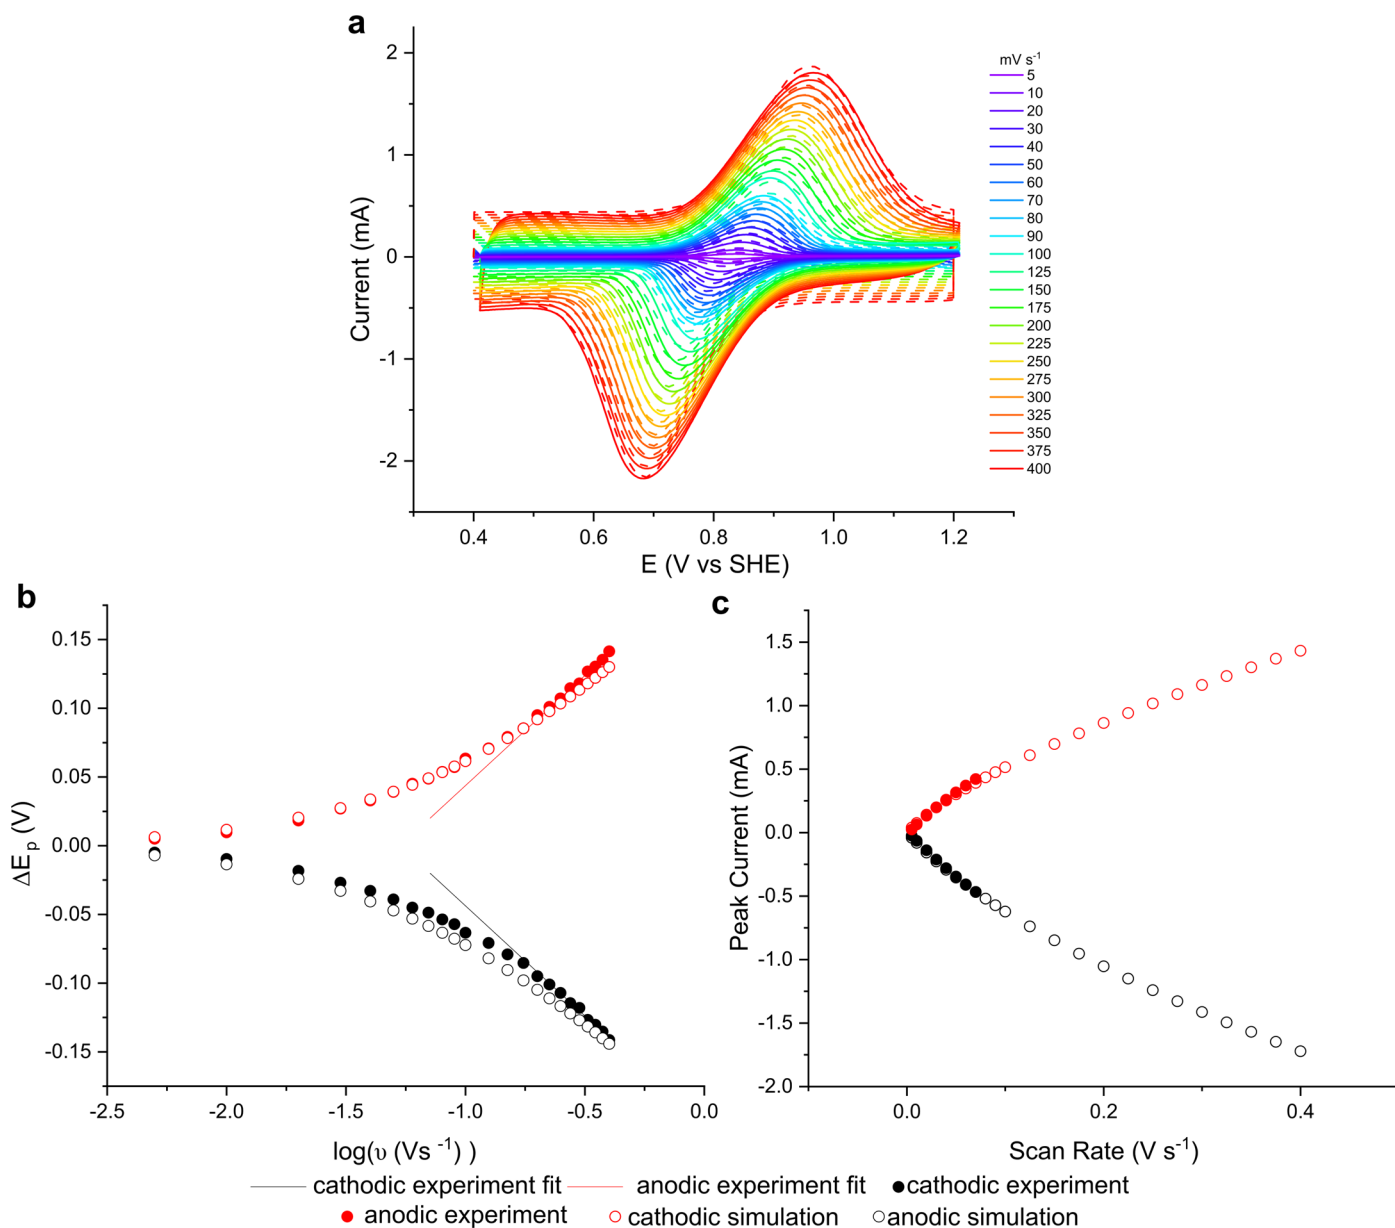 a
2
1
0
-1
-2
Current (mA)
0.4 0.6 0.8 1.0 1.2
E (V vs SHE)
mV s⁻¹
5
10
20
30
40
50
60
70
80
90
100
125
150
175
200
225
250
275
300
325
350
375
400
b
0.15
0.10
0.05
0.00
-0.05
-0.10
-0.15
ΔEₚ (V)
-2.5 -2.0 -1.5 -1.0 -0.5 0.0
log(υ (Vs ⁻¹) )
c
1.5
1.0
0.5
0.0
-0.5
-1.0
-1.5
-2.0
Peak Current (mA)
0.0 0.2 0.4
Scan Rate (V s⁻¹)
cathodic experiment fit anodic experiment fit cathodic experiment
anodic experiment cathodic simulation anodic simulation